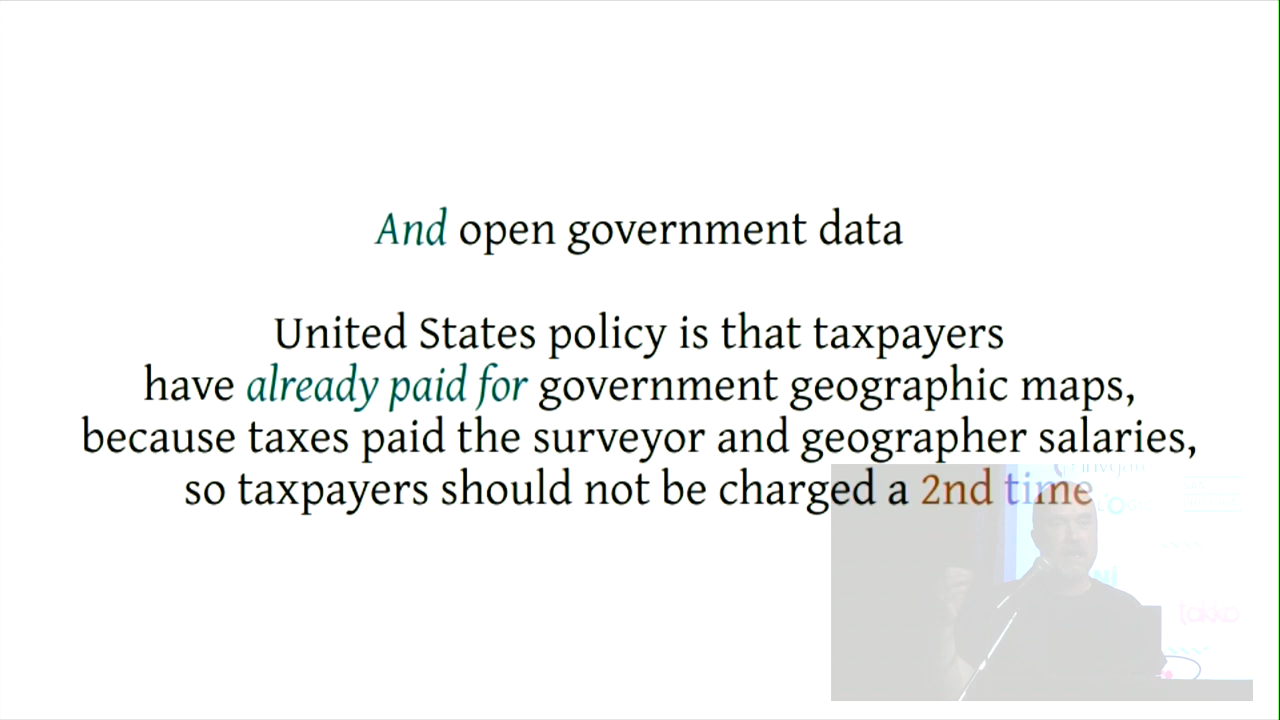 And open government data
United States policy is that taxpayers
have already paid for government geographic maps,
because taxes paid the surveyor and geographer salaries,
so taxpayers should not be charged a 2nd time